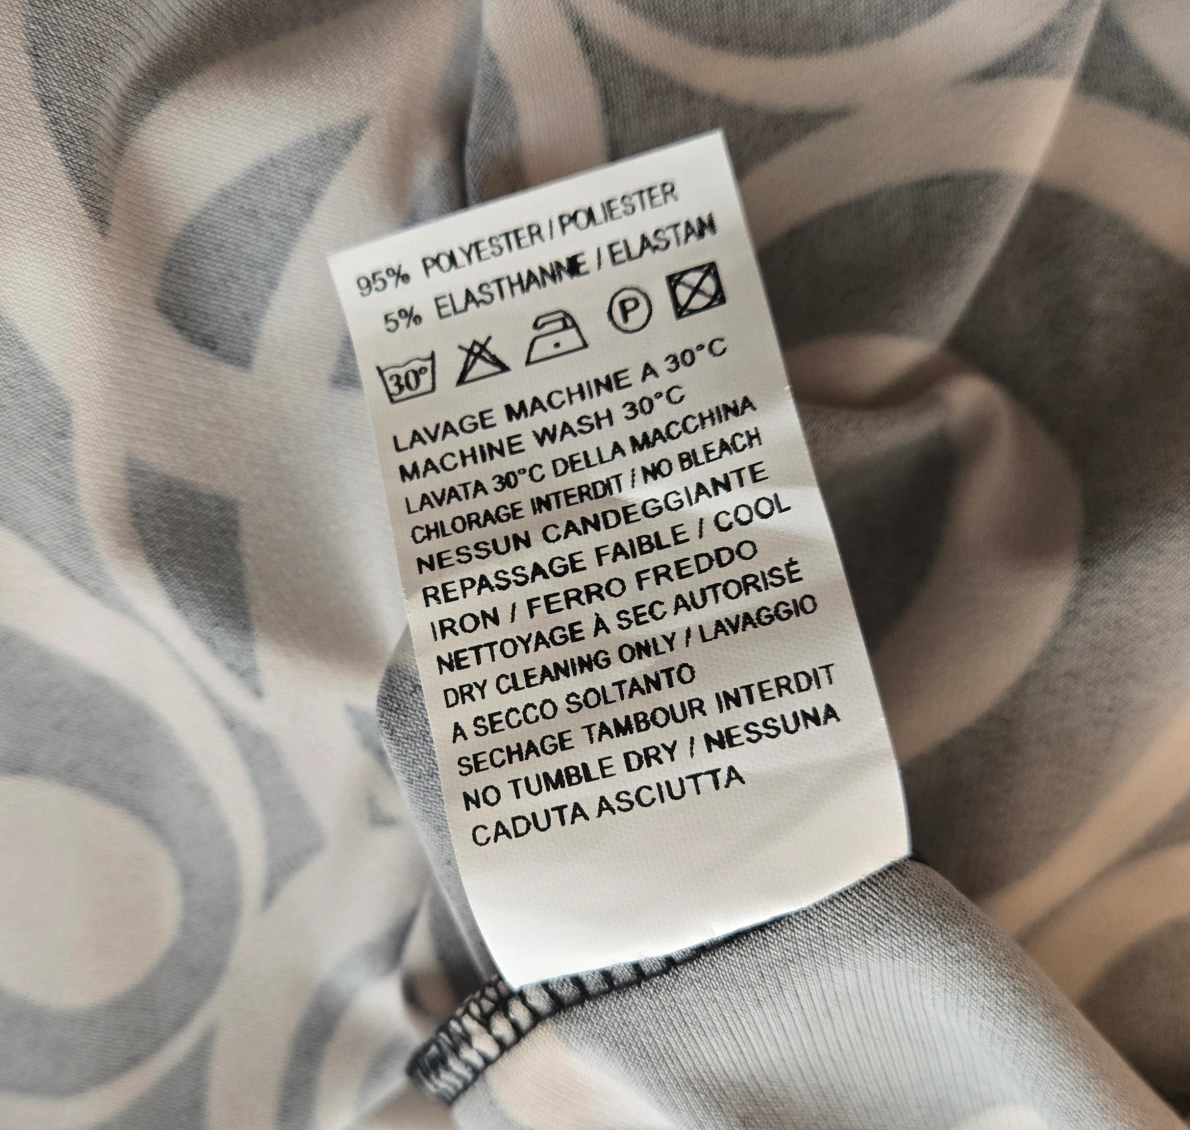 95% POLYESTER / POLIESTER
5% ELASTHANNE / ELASTAN
30° P
LAVAGE MACHINE A 30°C
MACHINE WASH 30°C
LAVATA 30°C DELLA MACCHINA
CHLORAGE INTERDIT / NO BLEACH
NESSUN CANDEGGIANTE
REPASSAGE FAIBLE / COOL
IRON / FERRO FREDDO
NETTOYAGE À SEC AUTORISÉ
DRY CLEANING ONLY / LAVAGGIO
A SECCO SOLTANTO
SECHAGE TAMBOUR INTERDIT
NO TUMBLE DRY / NESSUNA
CADUTA ASCIUTTA